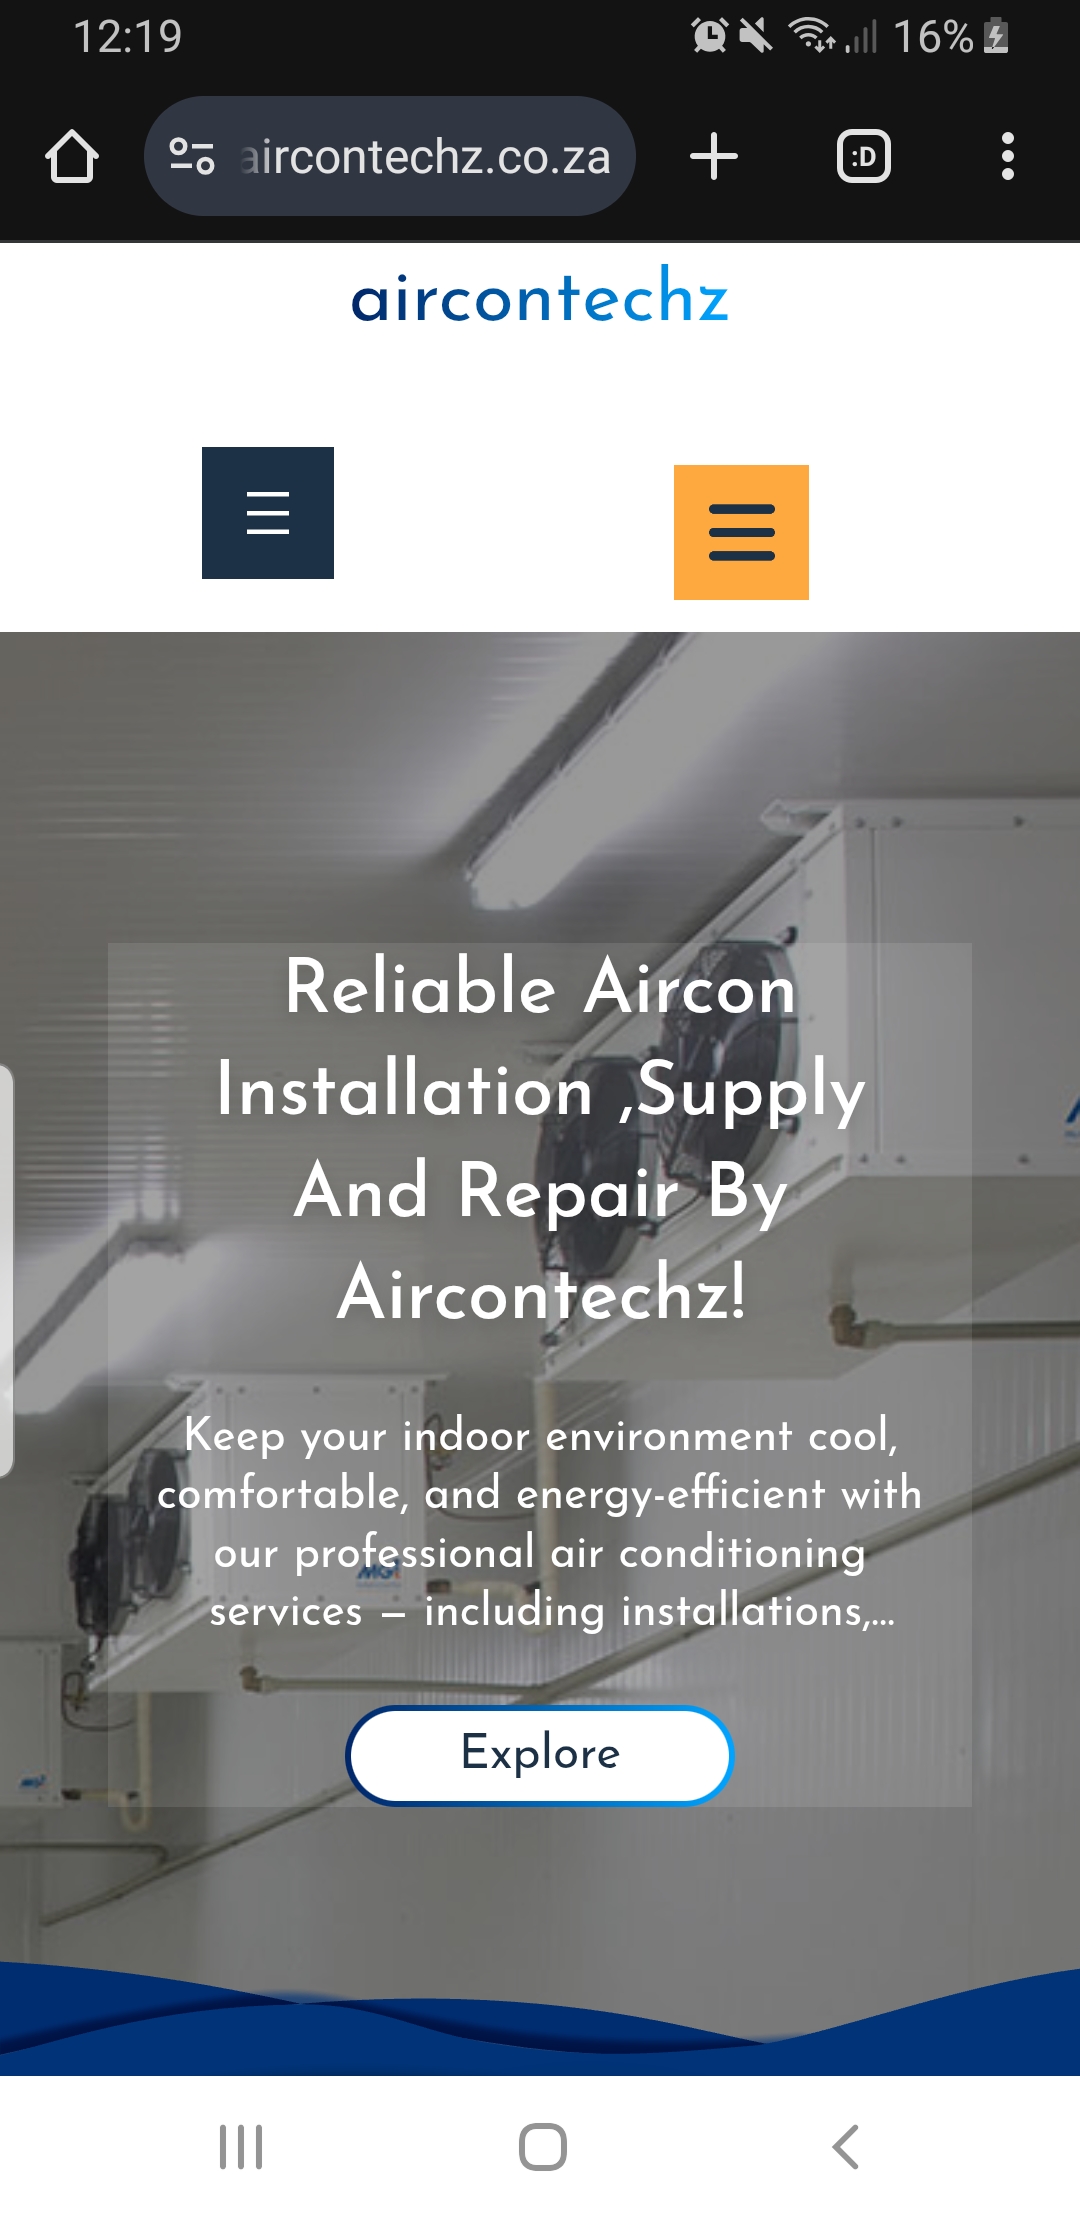 12:19
16%
aircontechz.co.za
:D
aircontechz
Reliable Aircon
Installation ,Supply
And Repair By
Aircontechz!
Keep your indoor environment cool,
comfortable, and energy-efficient with
our professional air conditioning
services – including installations,...
MGI
Explore